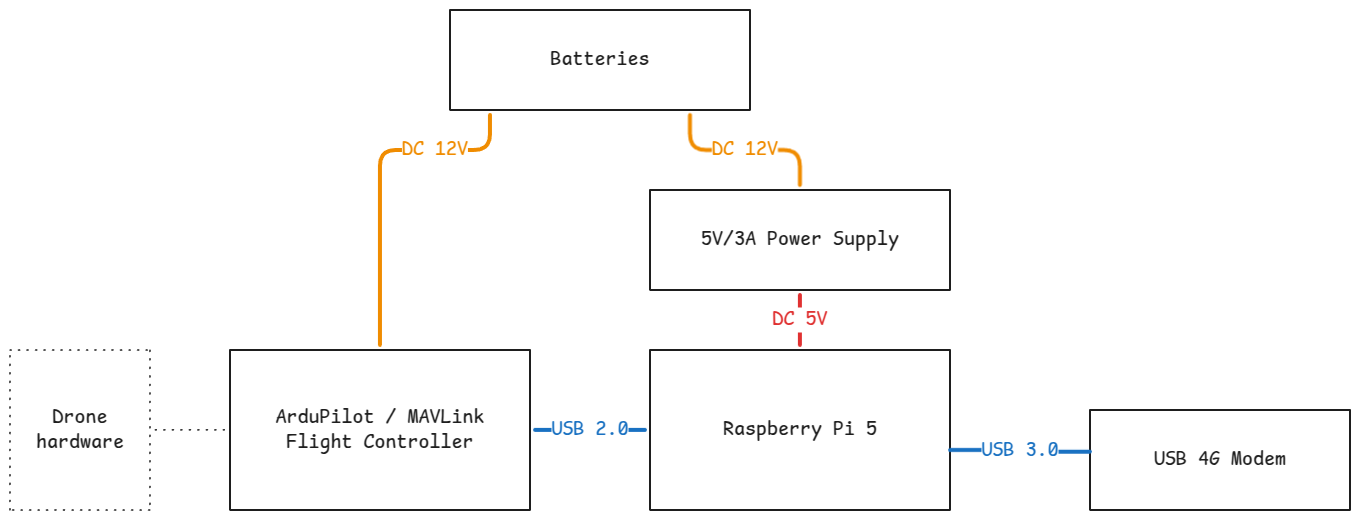 Batteries
DC 12V
DC 12V
5V/3A Power Supply
DC 5V
Drone
hardware
ArduPilot / MAVLink
Flight Controller
USB 2.0
Raspberry Pi 5
USB 3.0
USB 4G Modem